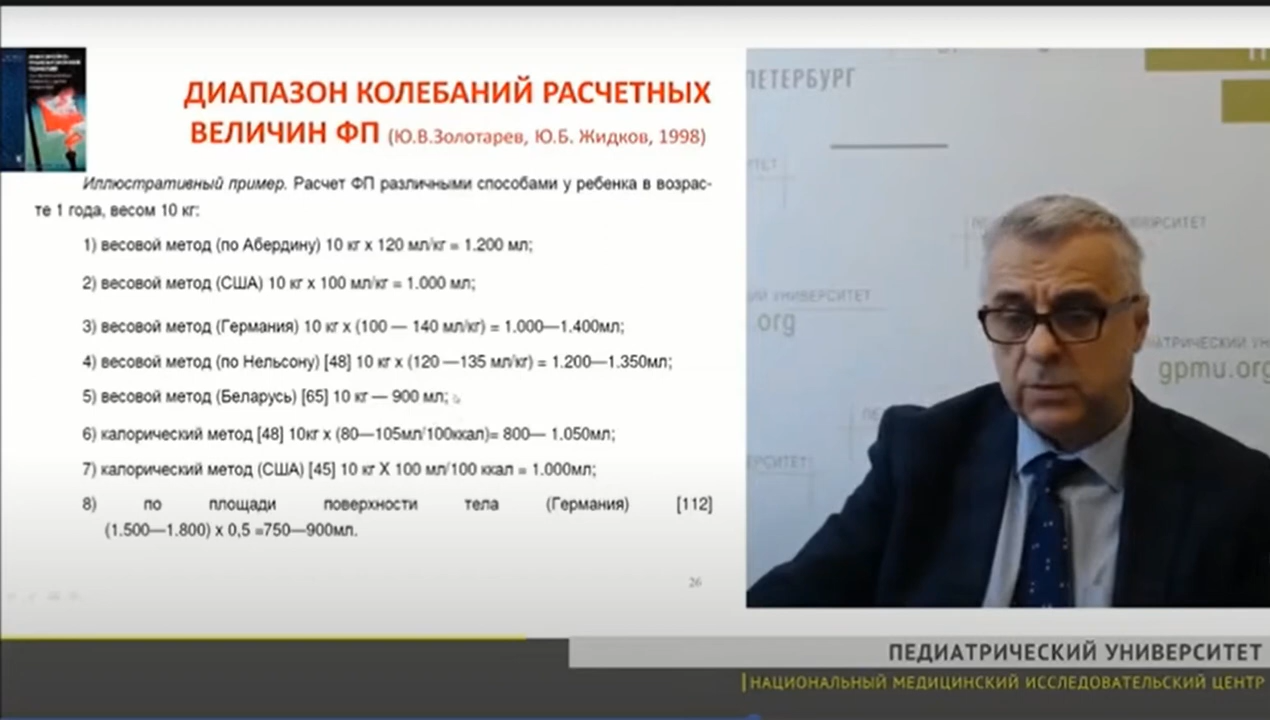 ДИАПАЗОН КОЛЕБАНИЙ РАСЧЕТНЫХ
ВЕЛИЧИН ФП (Ю.В.Золотарев, Ю.Б. Жидков, 1998)
Иллюстративный пример. Расчет ФП различными способами у ребенка в возрас-
те 1 года, весом 10 кг:
1) весовой метод (по Абердину) 10 кг х 120 мл/кг = 1.200 мл;
2) весовой метод (США) 10 кг х 100 мл/кг = 1.000 мл;
3) весовой метод (Германия) 10 кг х (100 — 140 мл/кг) = 1.000—1.400мл;
4) весовой метод (по Нельсону) [48] 10 кг х (120 —135 мл/кг) = 1.200—1.350мл;
5) весовой метод (Беларусь) [65] 10 кг — 900 мл;
6) калорический метод [48] 10кг х (80—105мл/100ккал)= 800— 1.050мл;
7) калорический метод (США) [45] 10 кг Х 100 мл/100 ккал = 1.000мл;
8) по площади поверхности тела (Германия) [112]
(1.500—1.800) х 0,5 =750—900мл.
26
ПЕТЕРБУРГ
УНИВЕРСИТЕТ
.org
gpmu.org
ПЕДИАТРИЧЕСКИЙ УНИВЕРСИТЕТ
НАЦИОНАЛЬНЫЙ МЕДИЦИНСКИЙ ИССЛЕДОВАТЕЛЬСКИЙ ЦЕНТР